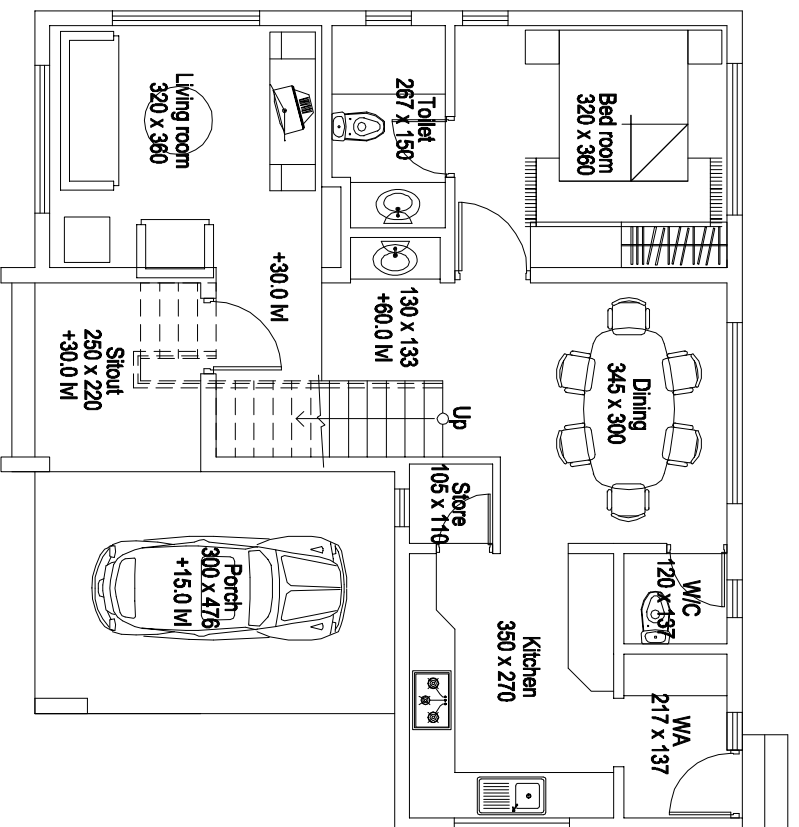 Living room
320 x 360
Toilet
267 x 150
Bed room
320 x 360
+30.0 lvl
130 x 133
+60.0 lvl
Sitout
250 x 220
+30.0 lvl
Dining
345 x 300
Up
Store
105 x 110
Porch
300 x 476
+15.0 lvl
W/C
120 x 137
Kitchen
350 x 270
WA
217 x 137